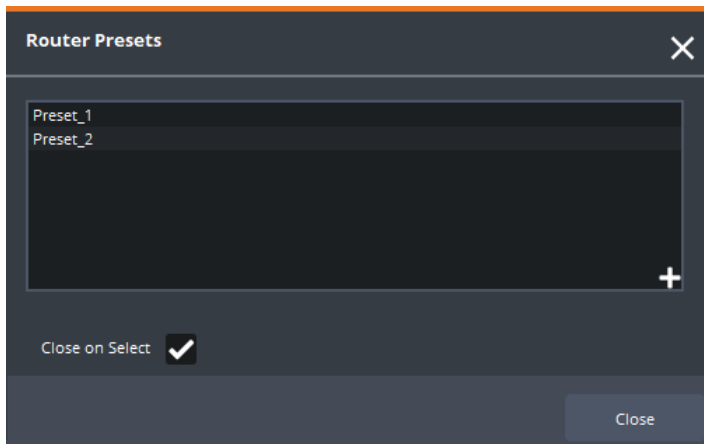 Router Presets
Preset_1
Preset_2
Close on Select
Close